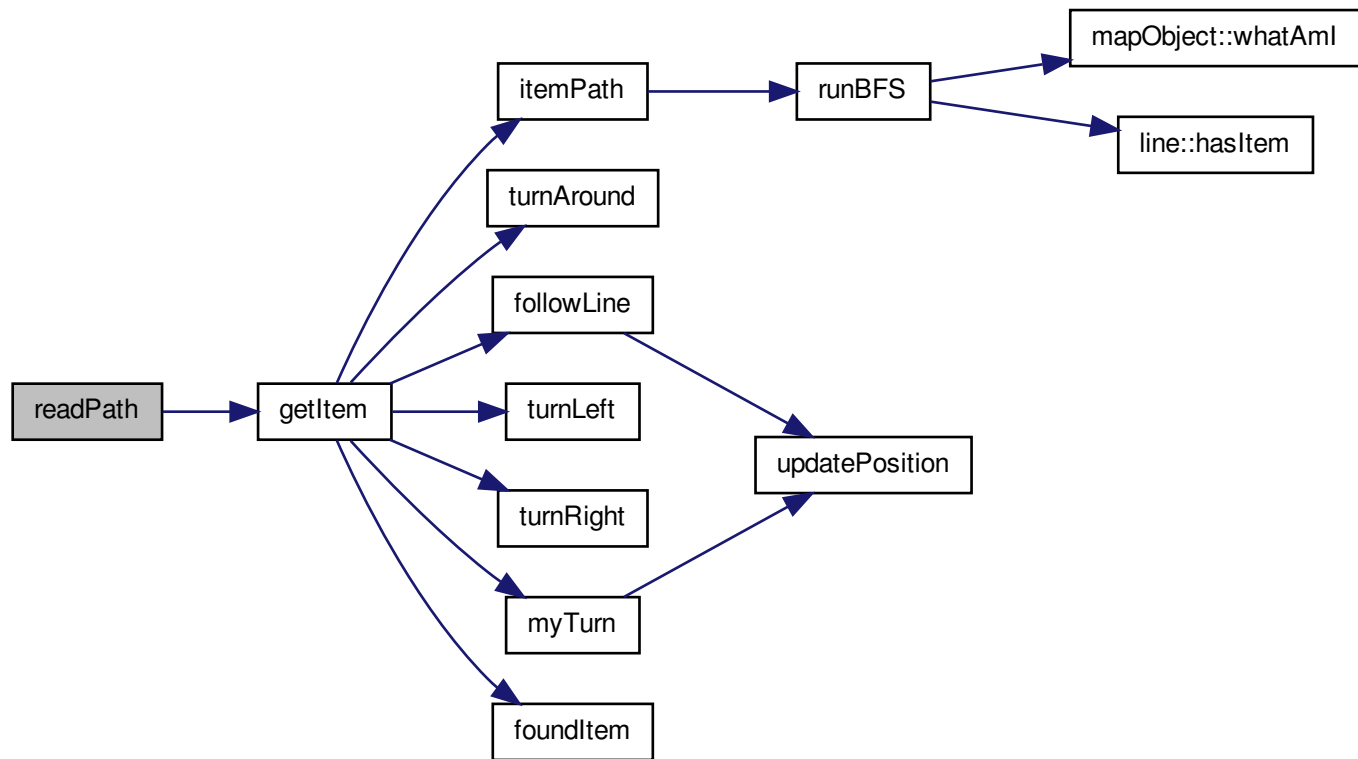 mapObject::whatAmI
itemPath
runBFS
line::hasItem
turnAround
followLine
readPath
getItem
turnLeft
updatePosition
turnRight
myTurn
foundItem